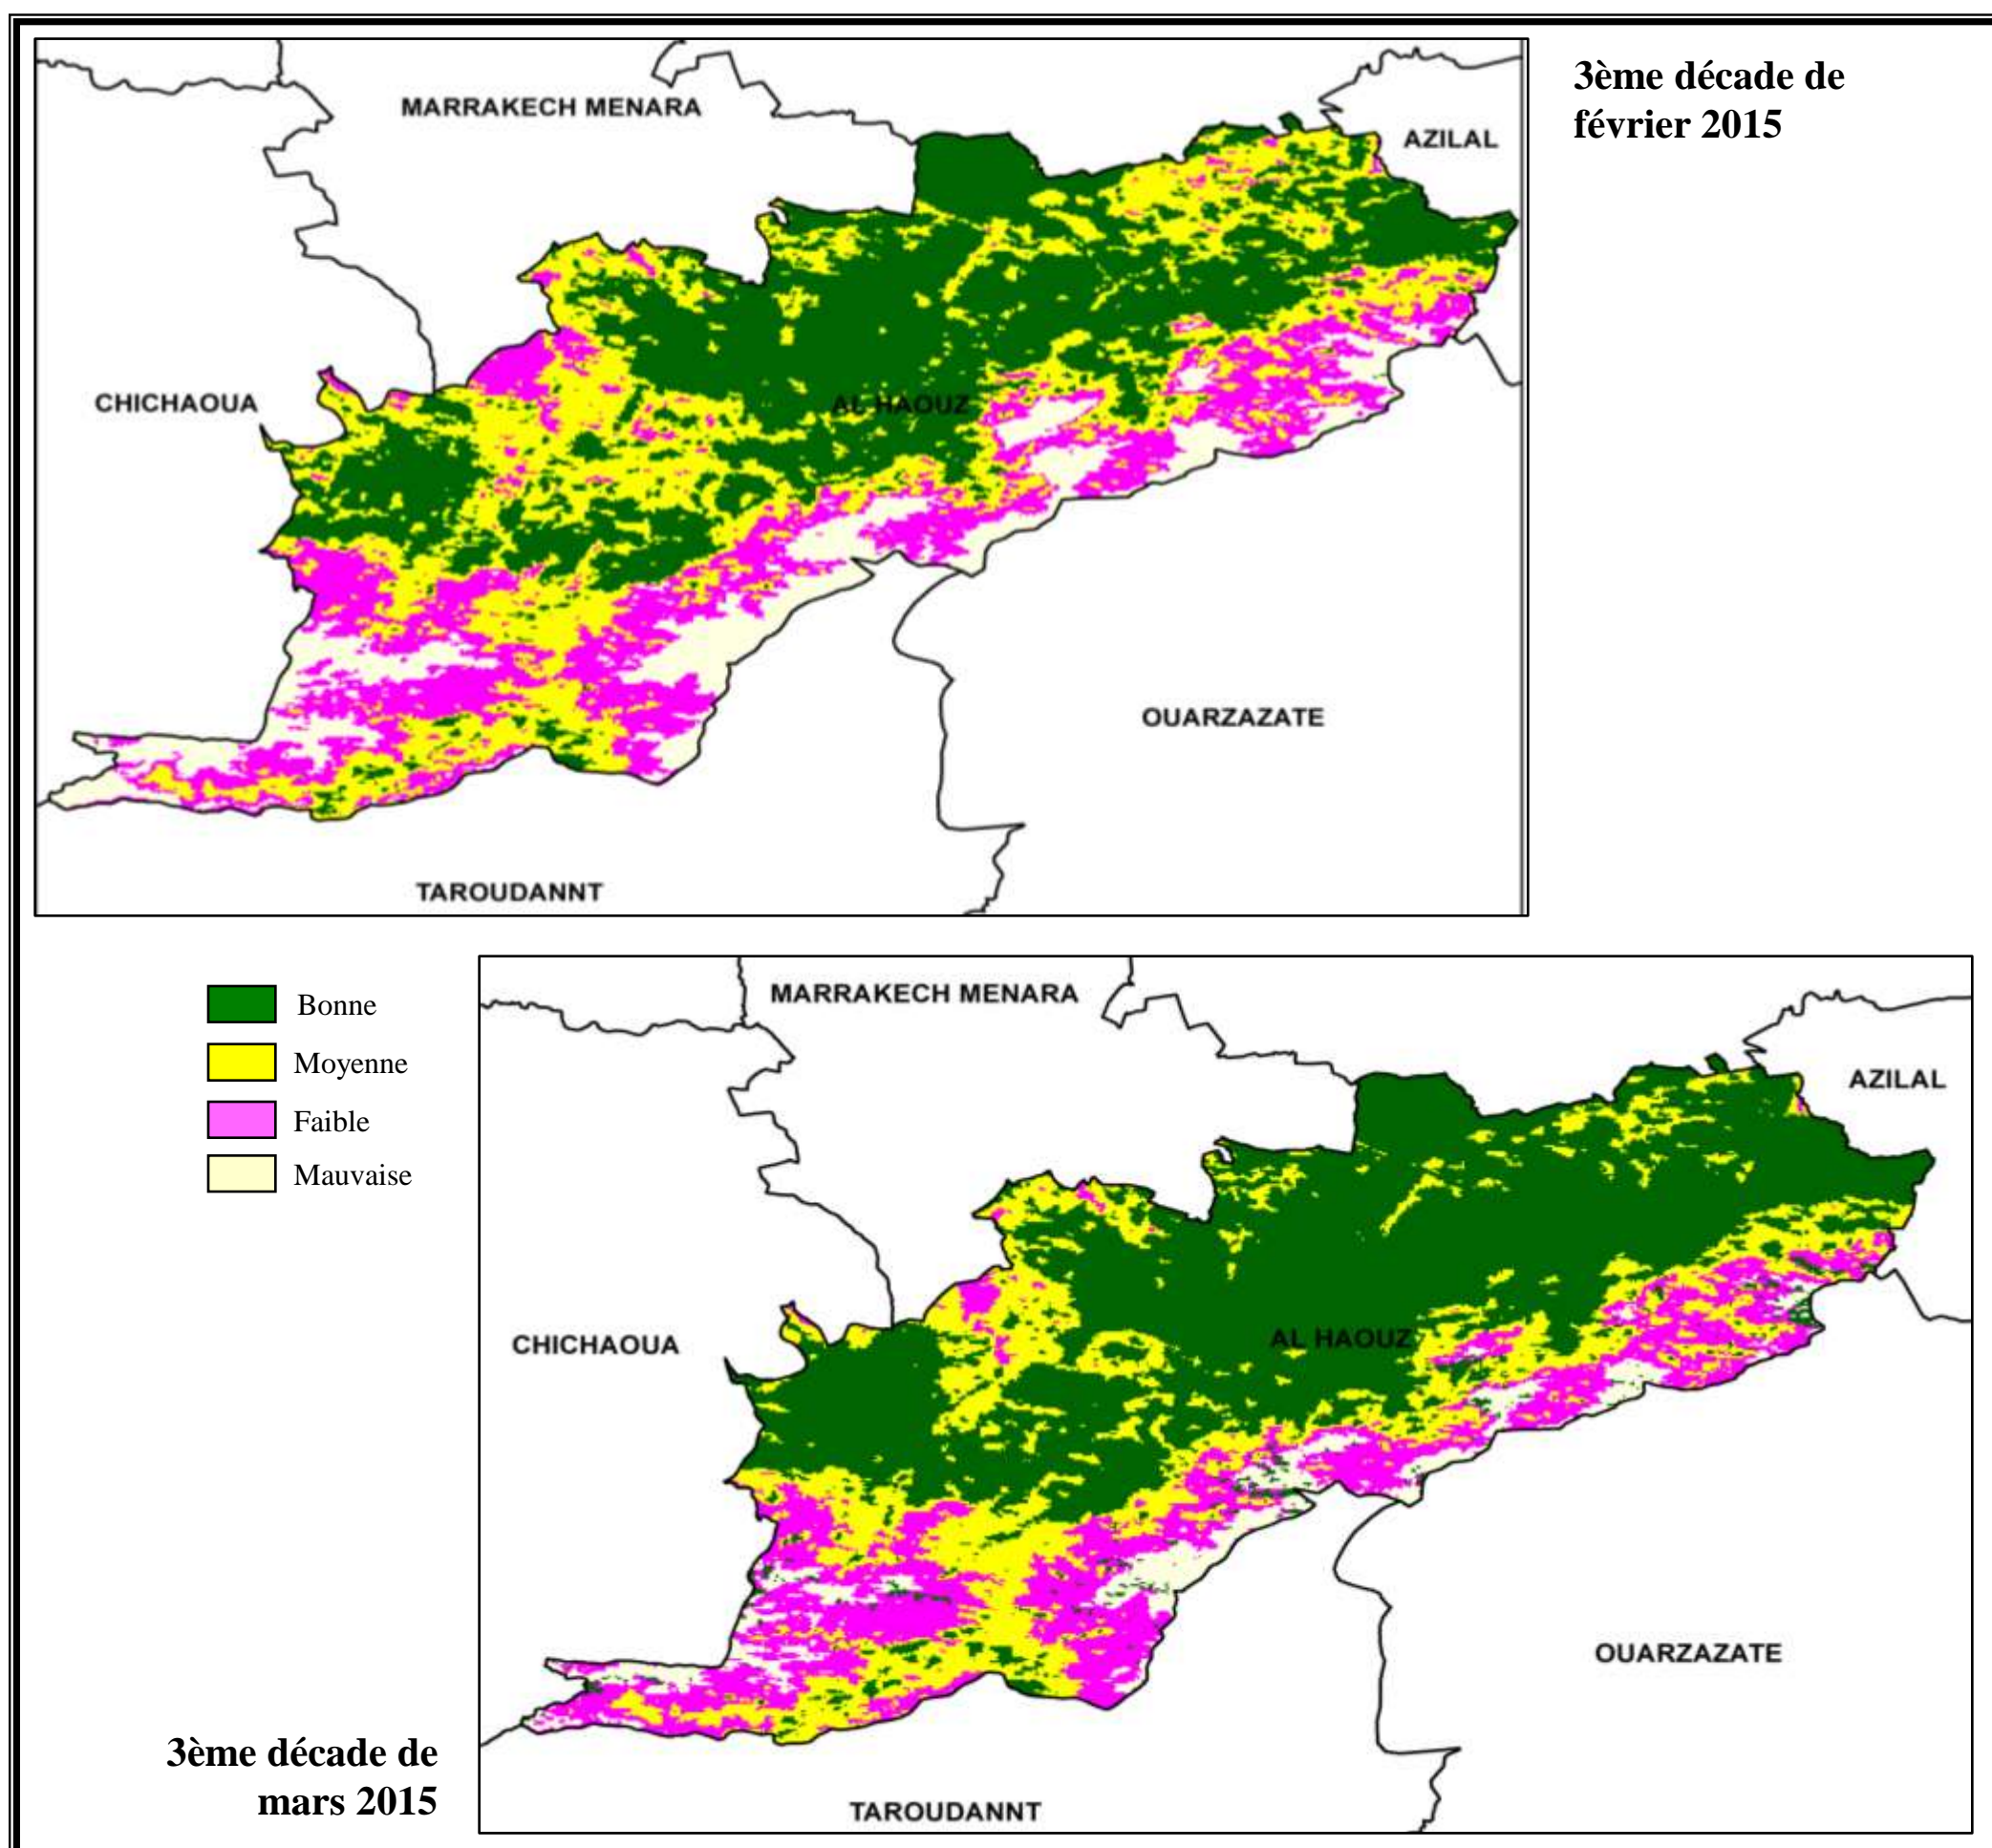 3ème décade de
février 2015
MARRAKECH MENARA
AZILAL
CHICHAOUA
AL HAOUZ
OUARZAZATE
TAROUDANNT
Bonne
Moyenne
Faible
Mauvaise
MARRAKECH MENARA
AZILAL
CHICHAOUA
AL HAOUZ
OUARZAZATE
TAROUDANNT
3ème décade de
mars 2015